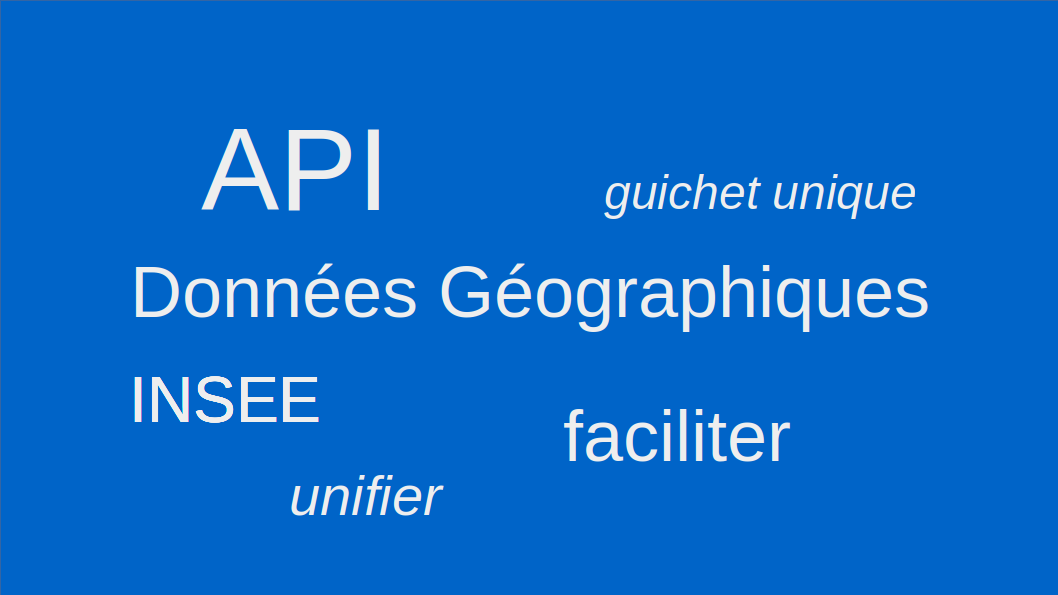 API
guichet unique
Données Géographiques
INSEE
faciliter
unifier